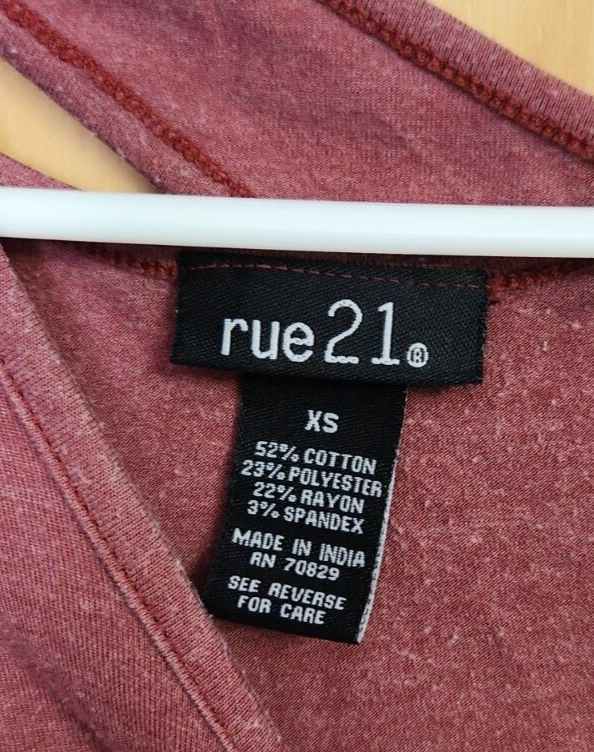 rue21®
XS
52% COTTON
23% POLYESTER
22% RAYON
3% SPANDEX
MADE IN INDIA
RN 70829
SEE REVERSE
FOR CARE